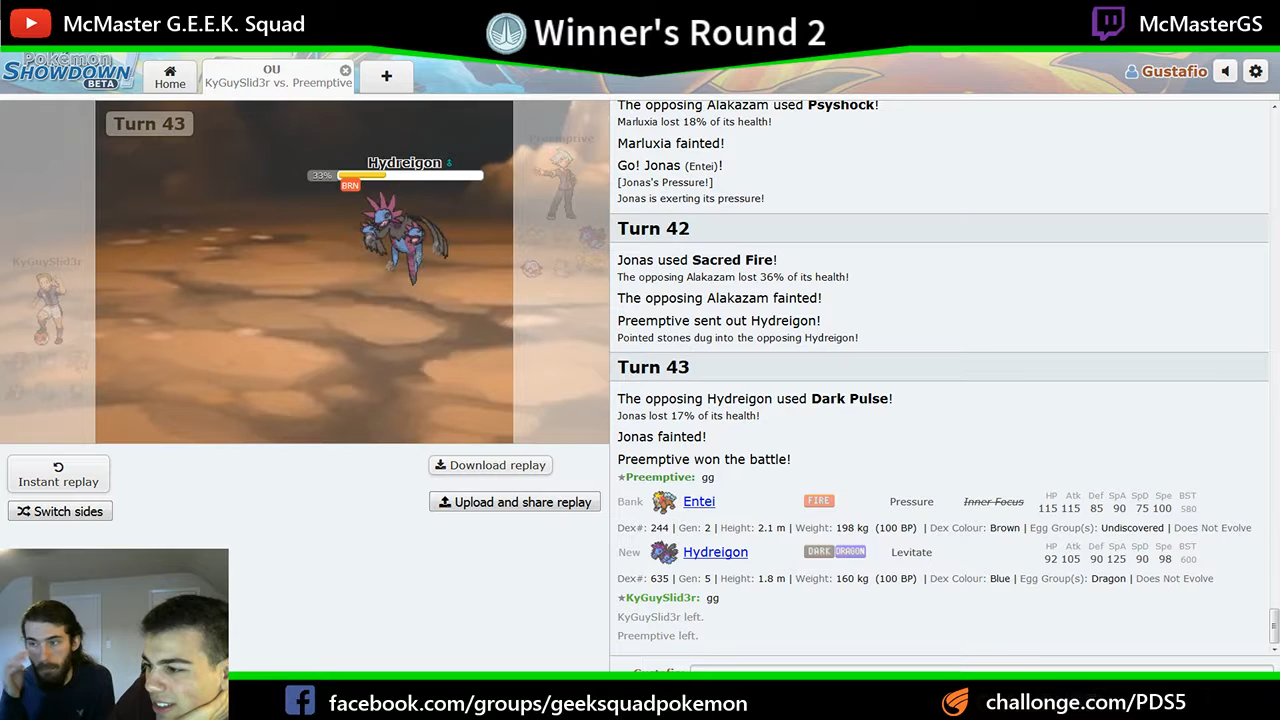 McMaster G.E.E.K. Squad
Winner's Round 2
McMasterGS
Pokémon
SHOWDOWN
BETA
Home
OU
KyGuySlid3r vs. Preemptive
+
Gustafio
Turn 43
Hydreigon
33%
BRN
Preemptive
KyGuySlid3r
Instant replay
Switch sides
Download replay
Upload and share replay
The opposing Alakazam used Psyshock!
Marluxia lost 18% of its health!
Marluxia fainted!
Go! Jonas (Entei)!
[Jonas's Pressure!]
Jonas is exerting its pressure!
Turn 42
Jonas used Sacred Fire!
The opposing Alakazam lost 36% of its health!
The opposing Alakazam fainted!
Preemptive sent out Hydreigon!
Pointed stones dug into the opposing Hydreigon!
Turn 43
The opposing Hydreigon used Dark Pulse!
Jonas lost 17% of its health!
Jonas fainted!
Preemptive won the battle!
★Preemptive: gg
Bank Entei FIRE Pressure Inner Focus HP 115 Atk 115 Def 85 SpA 90 SpD 75 Spe 100 BST 580
Dex#: 244 | Gen: 2 | Height: 2.1 m | Weight: 198 kg (100 BP) | Dex Colour: Brown | Egg Group(s): Undiscovered | Does Not Evolve
New Hydreigon DARK DRAGON Levitate HP 92 Atk 105 Def 90 SpA 125 SpD 90 Spe 98 BST 600
Dex#: 635 | Gen: 5 | Height: 1.8 m | Weight: 160 kg (100 BP) | Dex Colour: Blue | Egg Group(s): Dragon | Does Not Evolve
★KyGuySlid3r: gg
KyGuySlid3r left.
Preemptive left.
facebook.com/groups/geeksquadpokemon
challonge.com/PDS5